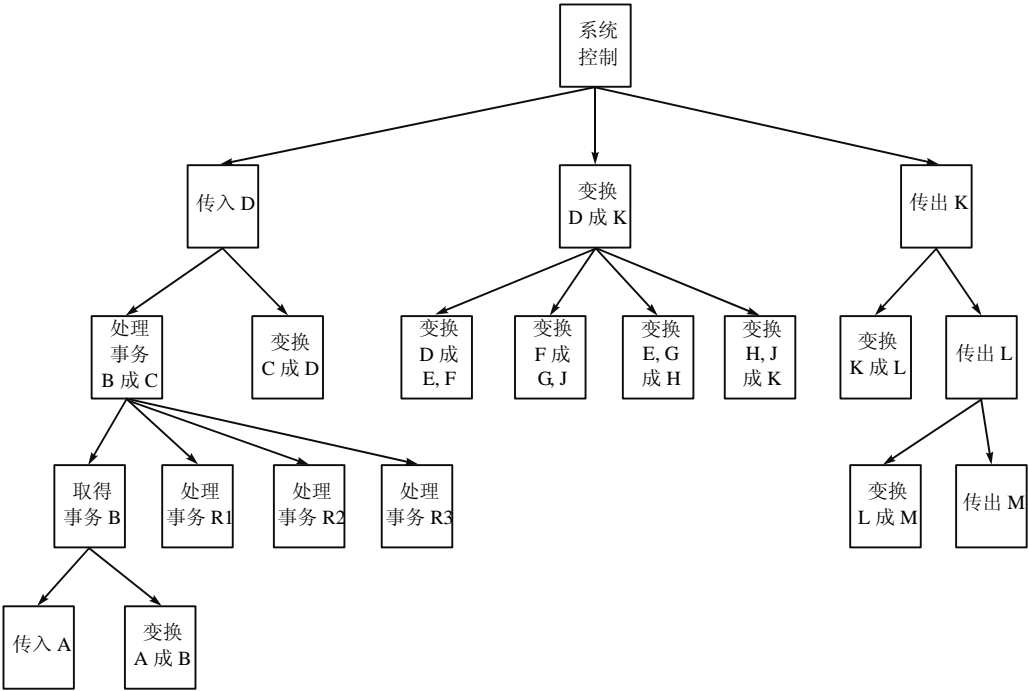 系统
控制
传入 D
变换
D 成 K
传出 K
处理
事务
B 成 C
变换
C 成 D
变换
D 成
E, F
变换
F 成
G, J
变换
E, G
成 H
变换
H, J
成 K
变换
K 成 L
传出 L
取得
事务 B
处理
事务 R1
处理
事务 R2
处理
事务 R3
变换
L 成 M
传出 M
传入 A
变换
A 成 B